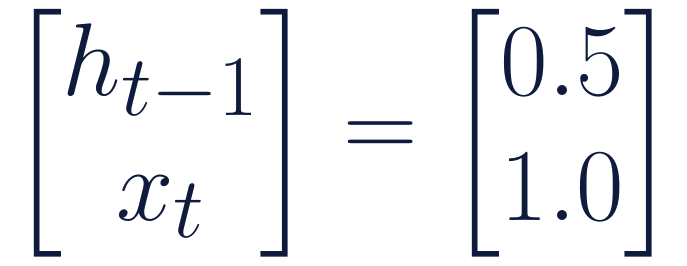 [h_{t−1}] = [0.5]
[x_t] [1.0]